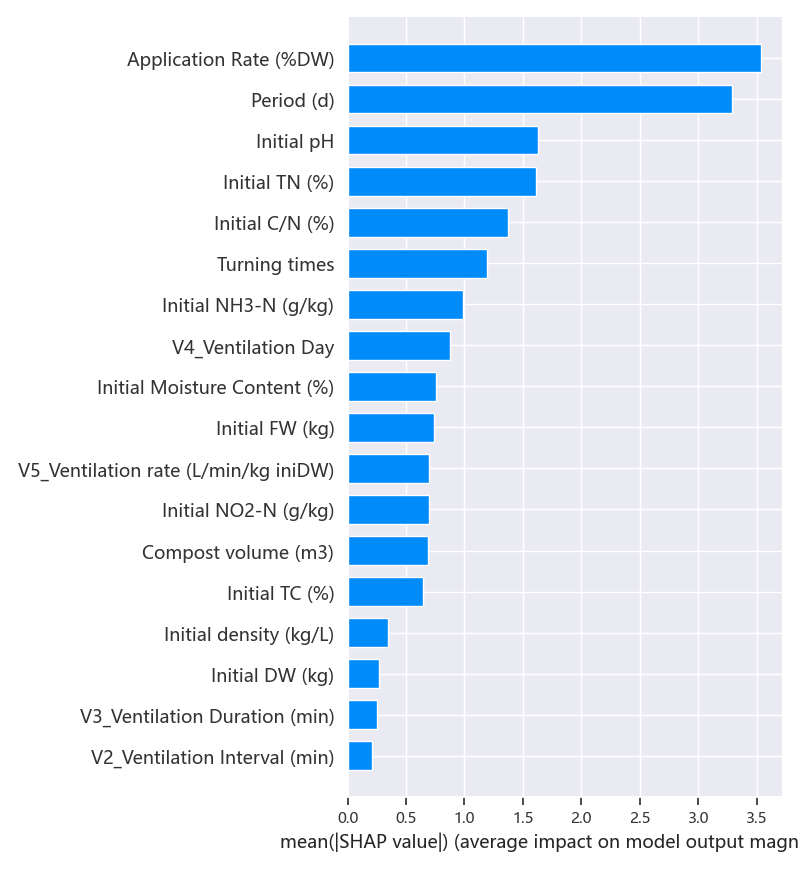 Application Rate (%DW)
Period (d)
Initial pH
Initial TN (%)
Initial C/N (%)
Turning times
Initial NH3-N (g/kg)
V4_Ventilation Day
Initial Moisture Content (%)
Initial FW (kg)
V5_Ventilation rate (L/min/kg iniDW)
Initial NO2-N (g/kg)
Compost volume (m3)
Initial TC (%)
Initial density (kg/L)
Initial DW (kg)
V3_Ventilation Duration (min)
V2_Ventilation Interval (min)
0.0 0.5 1.0 1.5 2.0 2.5 3.0 3.5
mean(|SHAP value|) (average impact on model output magn